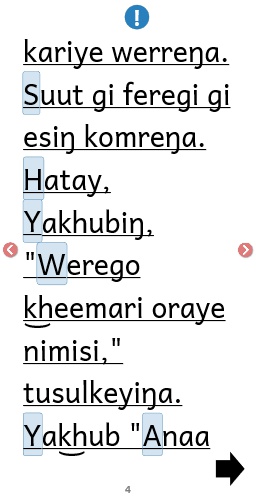 kariye werreŋa.
Suut gi feregi gi
esiŋ komreŋa.
Hatay,
Yakhubiŋ,
"Werego
kheemari oraye
nimisi,"
tusulkeyiŋa.
Yakhub "Anaa
4